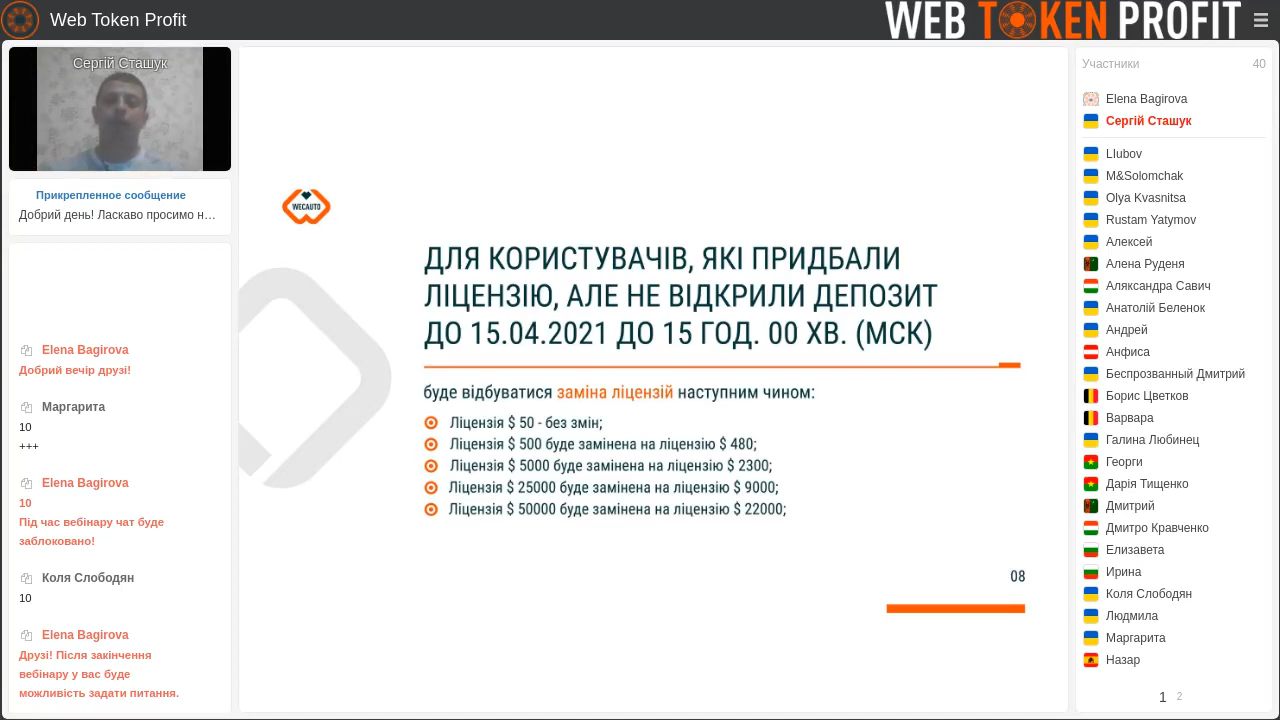 Web Token Profit
WEB TOKEN PROFIT
Сергій Сташук
Прикрепленное сообщение
Добрий день! Ласкаво просимо н…
Elena Bagirova
Добрий вечір друзі!
Маргарита
10
+++
Elena Bagirova
10
Під час вебінару чат буде
заблоковано!
Коля Слободян
10
Elena Bagirova
Друзі! Після закінчення
вебінару у вас буде
можливість задати питання.
WECAUTO
ДЛЯ КОРИСТУВАЧІВ, ЯКІ ПРИДБАЛИ
ЛІЦЕНЗІЮ, АЛЕ НЕ ВІДКРИЛИ ДЕПОЗИТ
ДО 15.04.2021 ДО 15 ГОД. 00 ХВ. (МСК)
буде відбуватися заміна ліцензій наступним чином:
Ліцензія $ 50 - без змін;
Ліцензія $ 500 буде замінена на ліцензію $ 480;
Ліцензія $ 5000 буде замінена на ліцензію $ 2300;
Ліцензія $ 25000 буде замінена на ліцензію $ 9000;
Ліцензія $ 50000 буде замінена на ліцензію $ 22000;
08
Участники 40
Elena Bagirova
Сергій Сташук
LIubov
M&Solomchak
Olya Kvasnitsa
Rustam Yatymov
Алексей
Алена Руденя
Аляксандра Савич
Анатолій Беленок
Андрей
Анфиса
Беспрозванный Дмитрий
Борис Цветков
Варвара
Галина Любинец
Георги
Дарія Тищенко
Дмитрий
Дмитро Кравченко
Елизавета
Ирина
Коля Слободян
Людмила
Маргарита
Назар
1 2